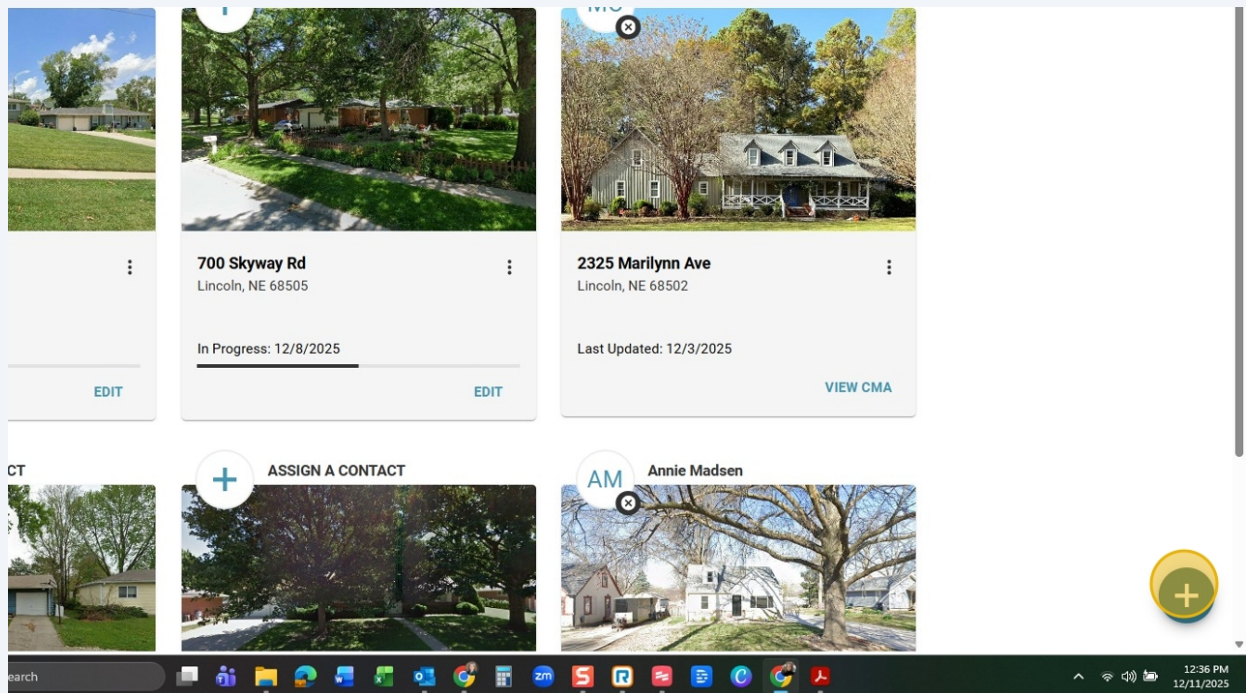 700 Skyway Rd
Lincoln, NE 68505
In Progress: 12/8/2025
EDIT
EDIT
2325 Marilynn Ave
Lincoln, NE 68502
Last Updated: 12/3/2025
VIEW CMA
CT
ASSIGN A CONTACT
AM
Annie Madsen
earch
zm
12:36 PM
12/11/2025